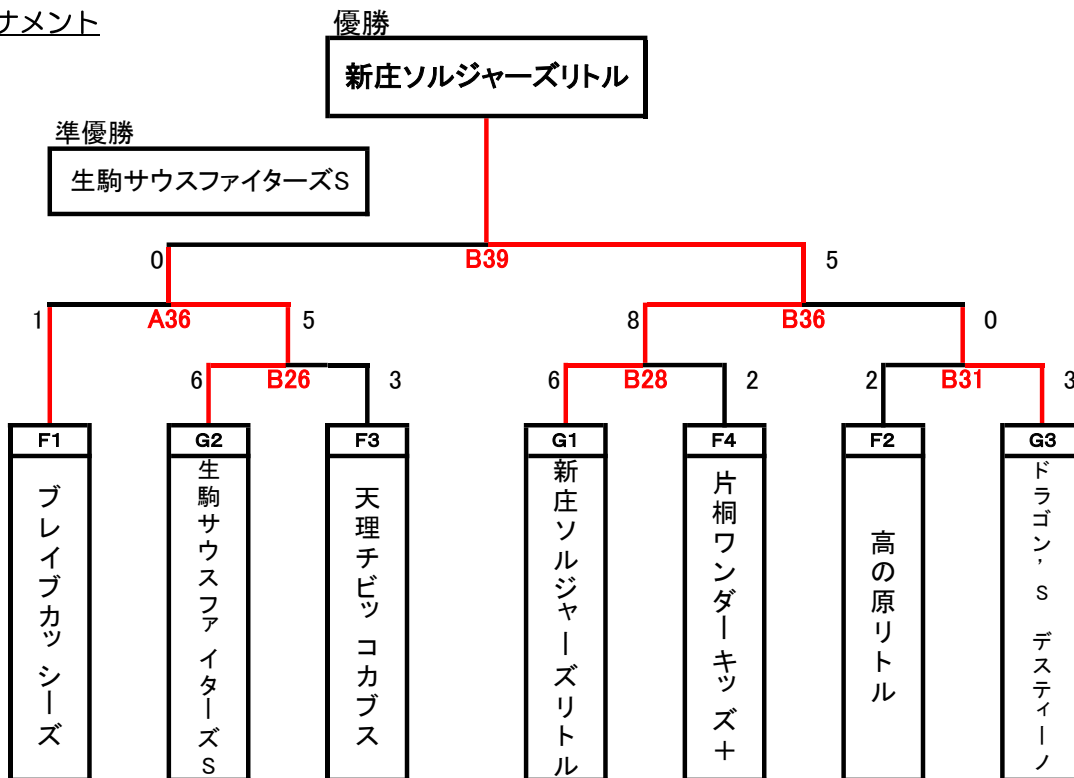 ナメント
優勝
新庄ソルジャーズリトル
準優勝
生駒サウスファイターズS
0
B39
5
1
A36
5
8
B36
0
6
B26
3
6
B28
2
2
B31
3
F1
G2
F3
G1
F4
F2
G3
ブレイブカッシーズ
生駒サウスファイターズS
天理チビッコカブス
新庄ソルジャーズリトル
片桐ワンダーキッズ＋
高の原リトル
ドラゴン’S デスティーノ